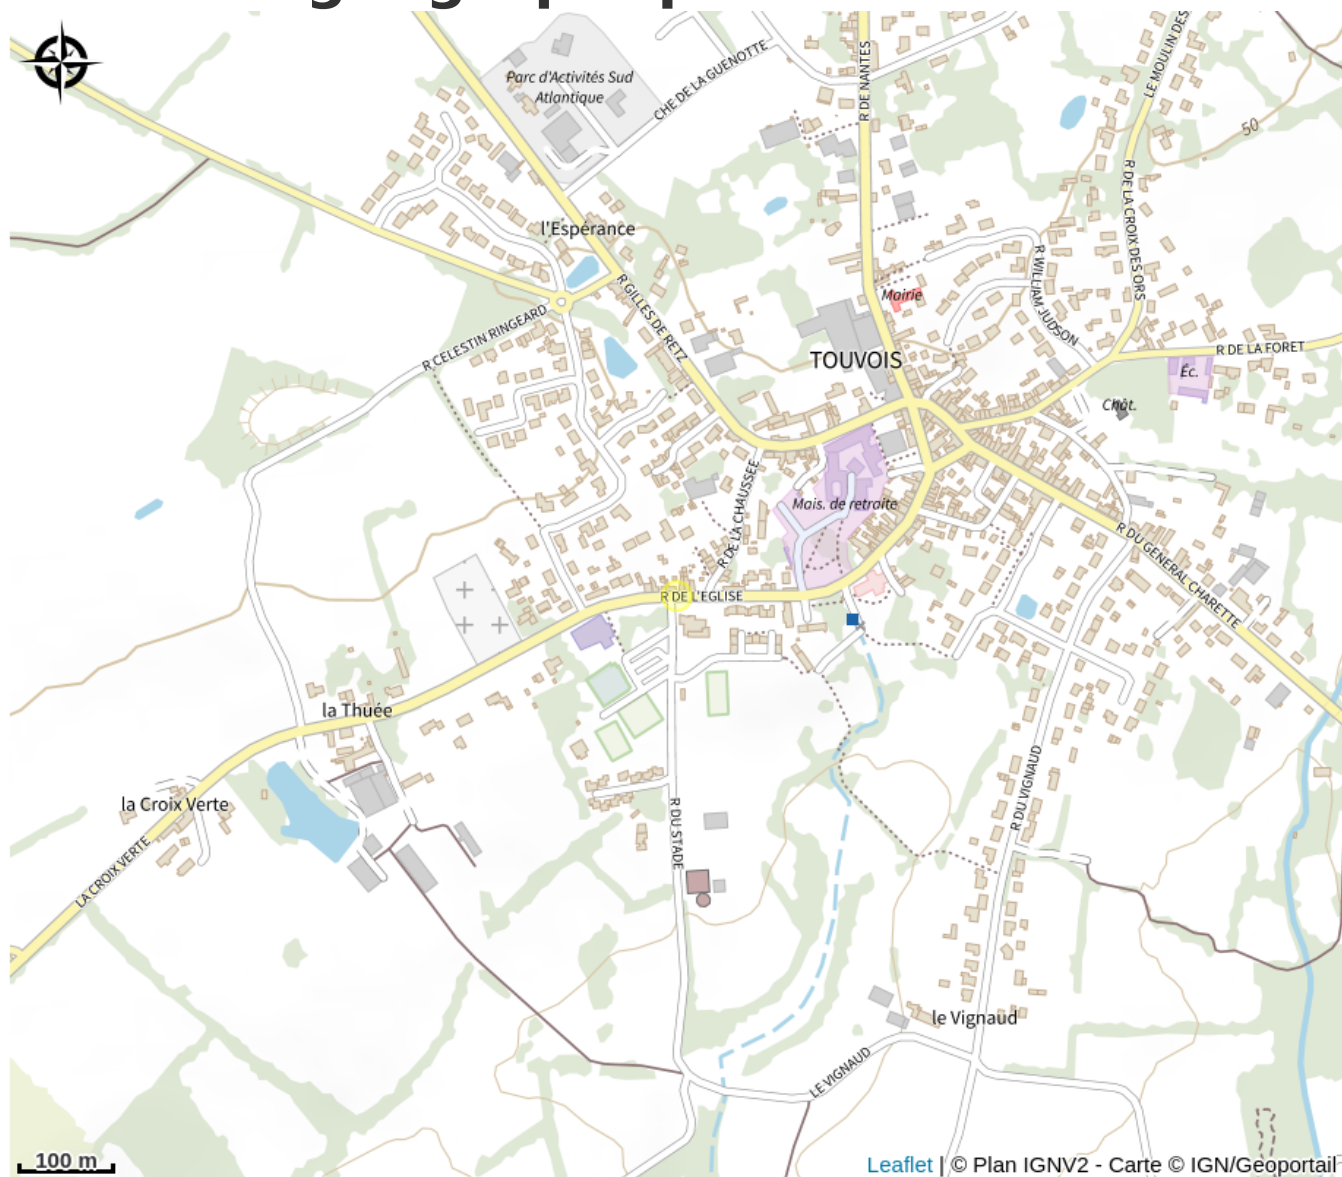 Parc d'Activités Sud
Atlantique
CHE DE LA GUENOTTE
R DE NANTES
LE MOULIN DES
50
R DE LA CROIX DES ORS
l'Espérance
R GILLES DE RETZ
R CELESTIN RINGEARD
Mairie
R WILLIAM JUDSON
TOUVOIS
R DE LA FORET
Éc.
Chât.
R DE LA CHAUSSEE
Mais. de retraite
R DU GENERAL CHARETTE
R DE L'EGLISE
la Thuée
la Croix Verte
LA CROIX VERTE
R DU STADE
R DU VIGNAUD
le Vignaud
LE VIGNAUD
100 m
Leaflet | © Plan IGNV2 - Carte © IGN/Geoportail